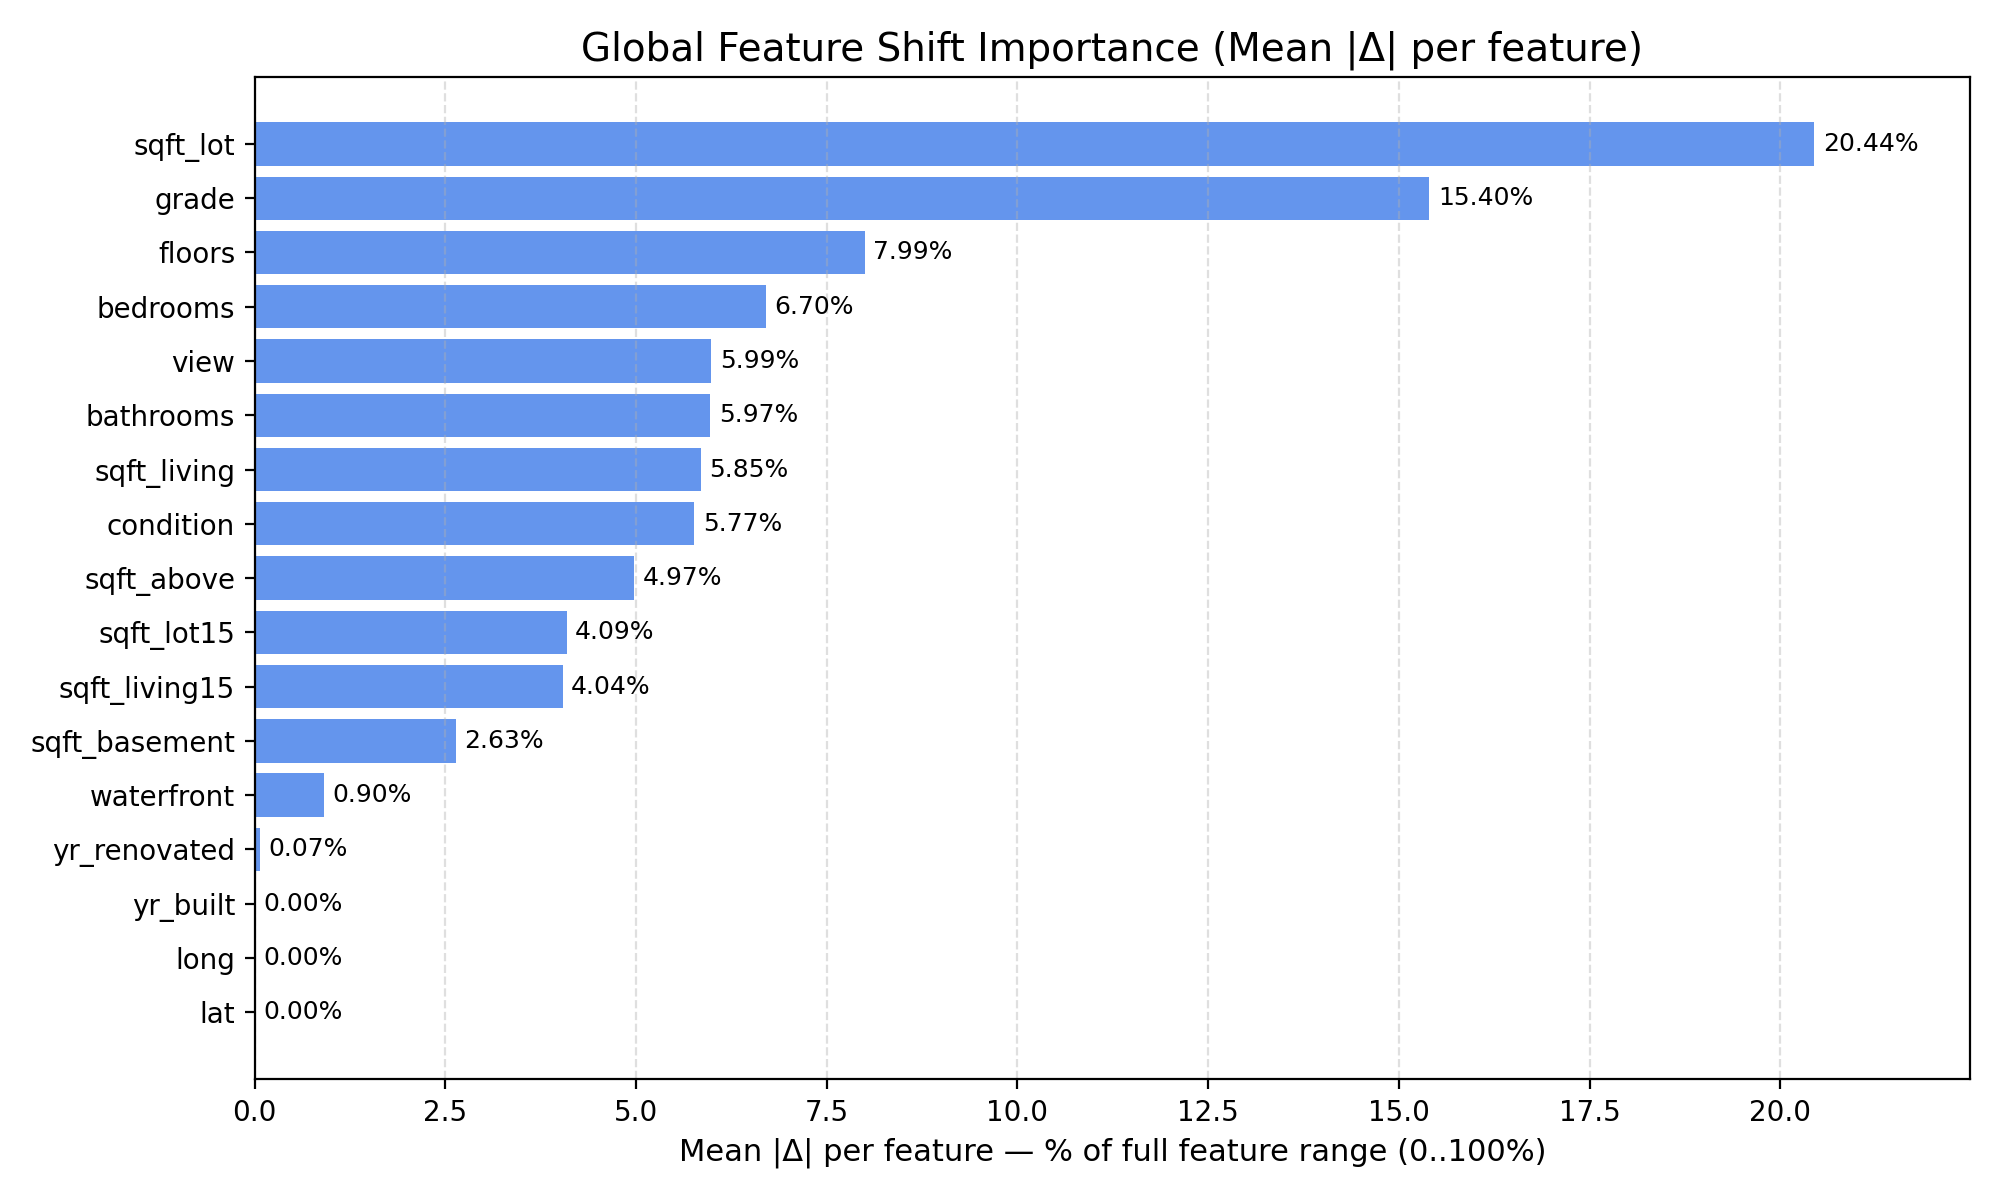 Global Feature Shift Importance (Mean |Δ| per feature)
sqft_lot 20.44%
grade 15.40%
floors 7.99%
bedrooms 6.70%
view 5.99%
bathrooms 5.97%
sqft_living 5.85%
condition 5.77%
sqft_above 4.97%
sqft_lot15 4.09%
sqft_living15 4.04%
sqft_basement 2.63%
waterfront 0.90%
yr_renovated 0.07%
yr_built 0.00%
long 0.00%
lat 0.00%
0.0 2.5 5.0 7.5 10.0 12.5 15.0 17.5 20.0
Mean |Δ| per feature — % of full feature range (0..100%)